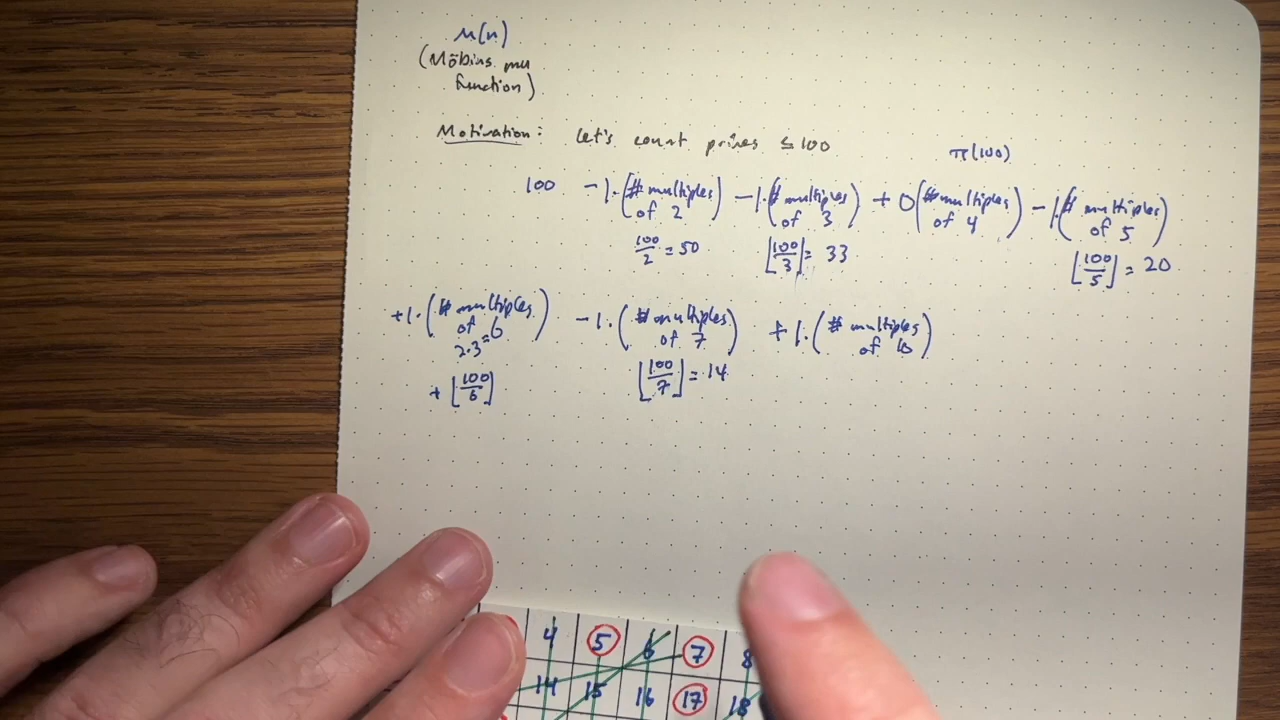 μ(n)
(Möbius mu
function)
Motivation: Let's count primes ≤ 100
π(100)
100 - 1·(# multiples of 2) - 1·(# multiples of 3) + 0(# multiples of 4) - 1·(# multiples of 5)
100/2 = 50 ⌊100/3⌋ = 33 ⌊100/5⌋ = 20
+1·(# multiples of 6) - 1·(# multiples of 7) + 1·(# multiples of 10)
2·3=6
+ ⌊100/6⌋ ⌊100/7⌋ = 14
4 5 6 7 8
14 15 16 17 18